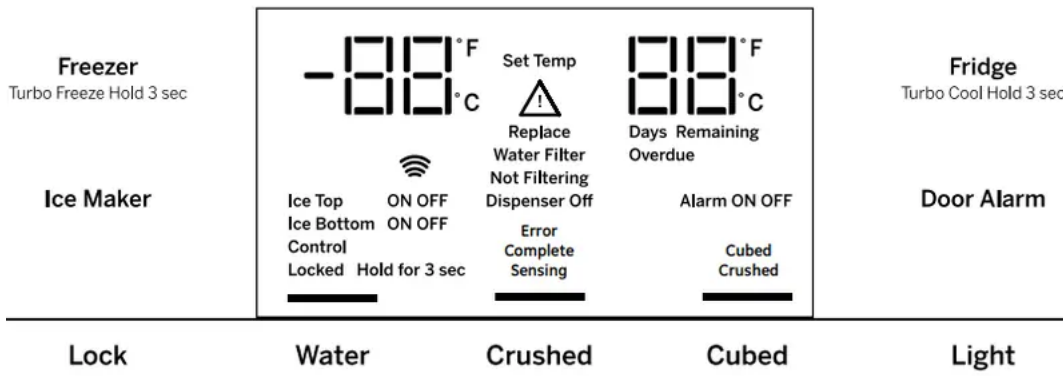 Freezer
Turbo Freeze Hold 3 sec
Ice Maker
-88 °F °C
Set Temp
88 °F °C
Replace
Water Filter
Not Filtering
Dispenser Off
Days Remaining
Overdue
Ice Top ON OFF
Ice Bottom ON OFF
Control
Locked Hold for 3 sec
Error
Complete
Sensing
Alarm ON OFF
Cubed
Crushed
Fridge
Turbo Cool Hold 3 sec
Door Alarm
Lock
Water
Crushed
Cubed
Light